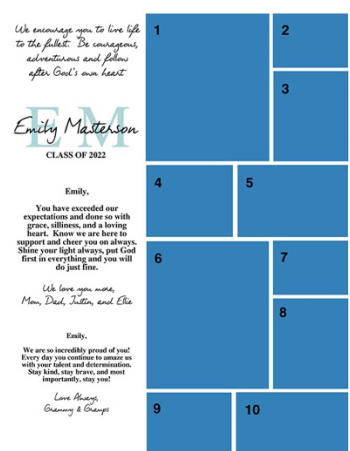 We encourage you to live life
to the fullest. Be courageous,
adventurous and follow
after God's own heart
E M
Emily Masterson
CLASS OF 2022
Emily,
You have exceeded our
expectations and done so with
grace, silliness, and a loving
heart. Know we are here to
support and cheer you on always.
Shine your light always, put God
first in everything and you will
do just fine.
We love you more,
Mom, Dad, Justin, and Ellie
Emily,
We are so incredibly proud of you!
Every day you continue to amaze us
with your talent and determination.
Stay kind, stay brave, and most
importantly, stay you!
Love Always,
Grammy & Gramps
1
2
3
4
5
6
7
8
9
10